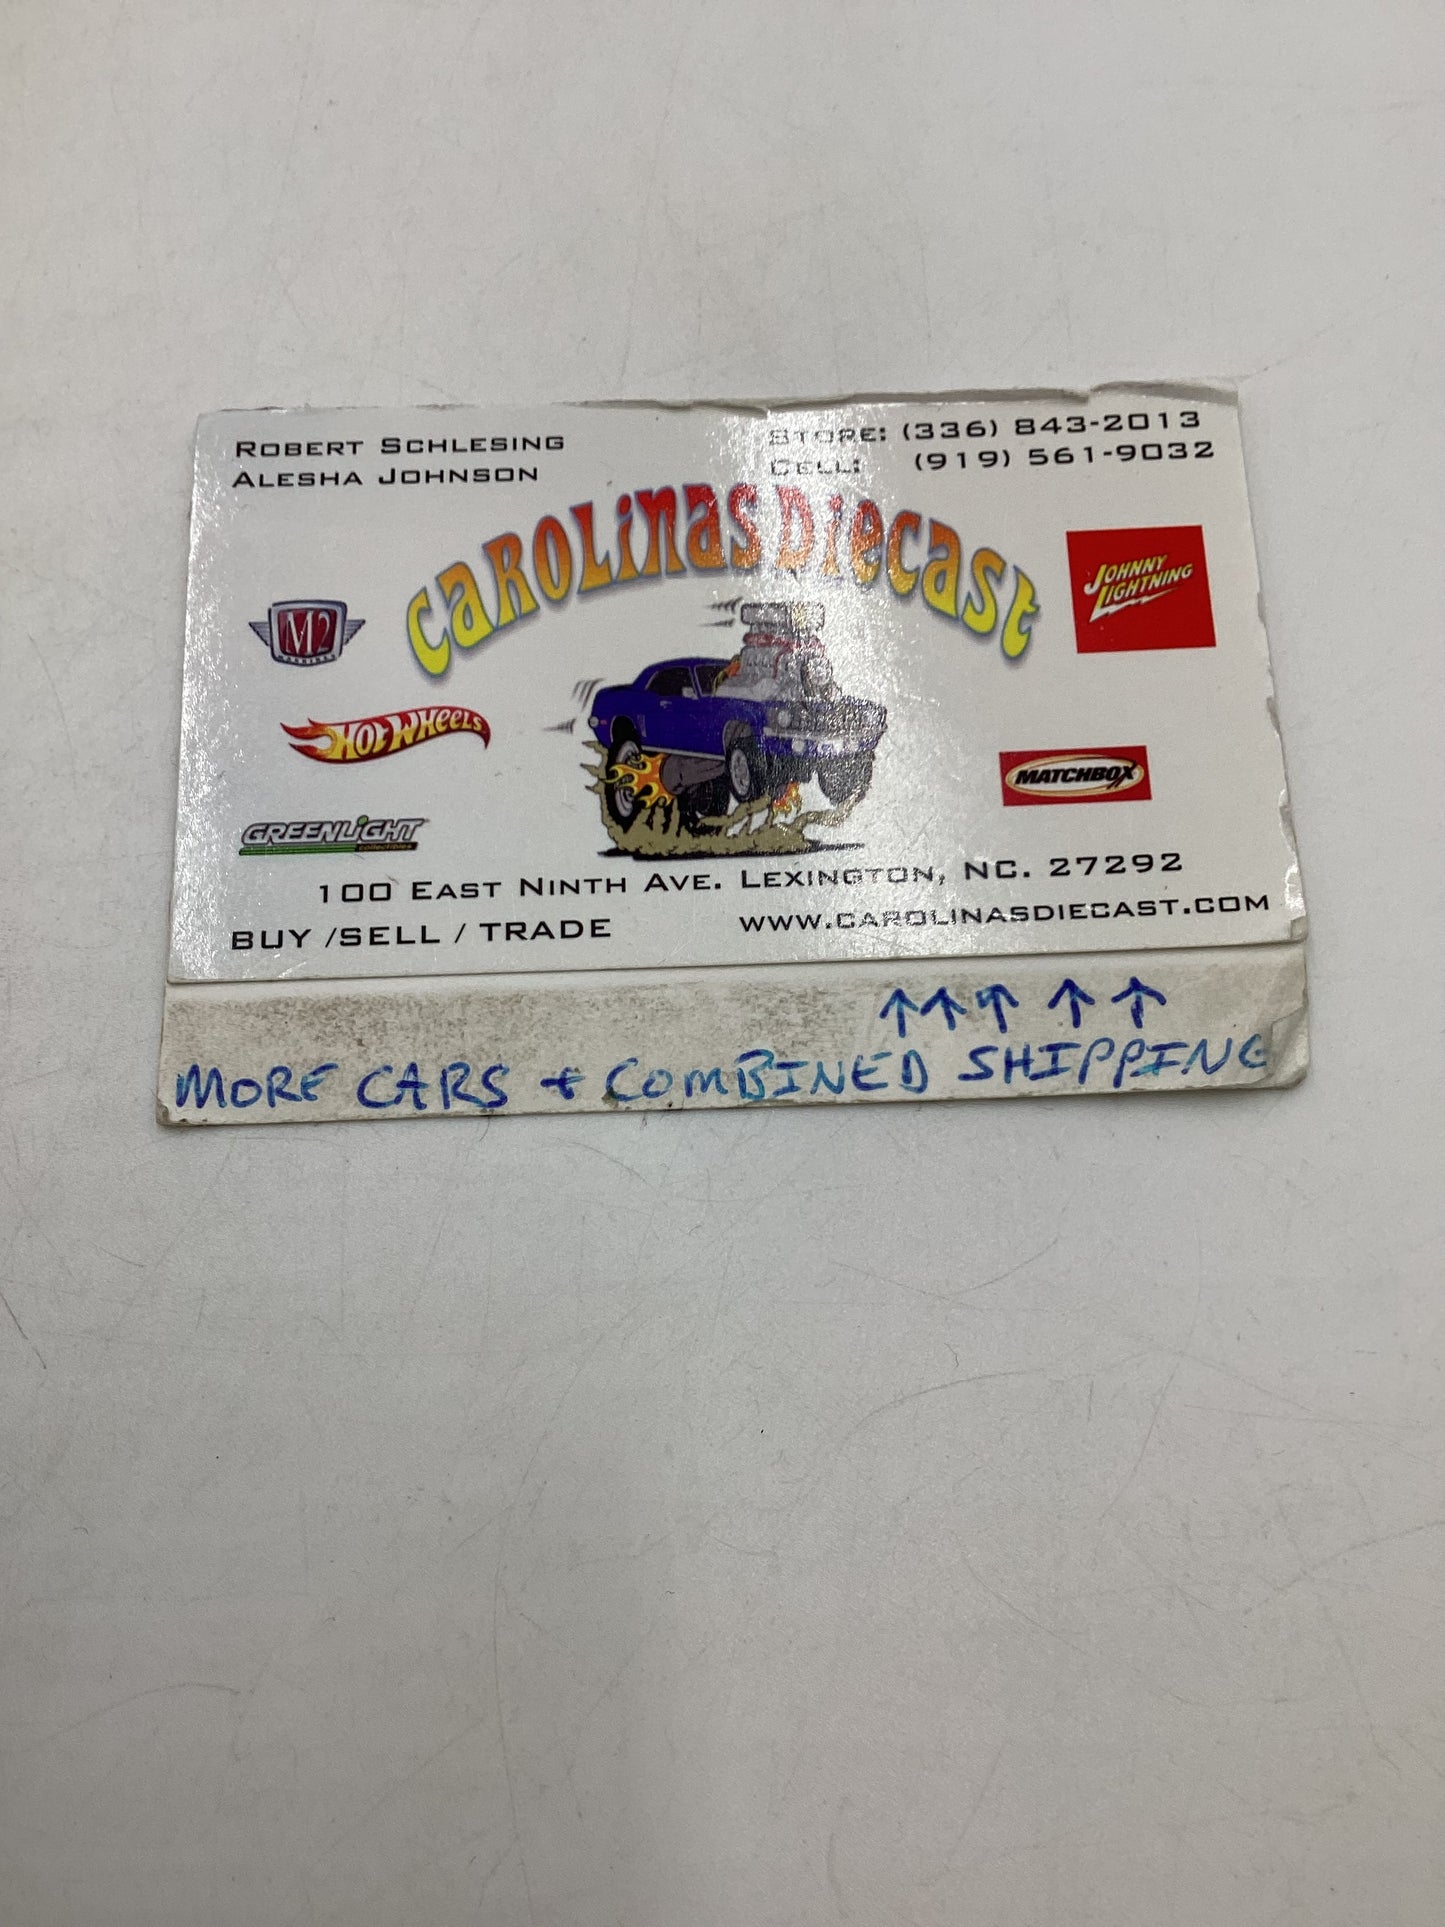 ROBERT SCHLESING
ALESHA JOHNSON
STORE: (336) 843-2013
CELL: (919) 561-9032
CAROLINAS DIECAST
M2
MACHINES
JOHNNY
LIGHTNING
HOT WHEELS
MATCHBOX
GREENLIGHT
collectibles
100 EAST NINTH AVE. LEXINGTON, NC. 27292
BUY /SELL / TRADE
WWW.CAROLINASDIECAST.COM
↑↑↑ ↑ ↑
MORE CARS + COMBINED SHIPPING